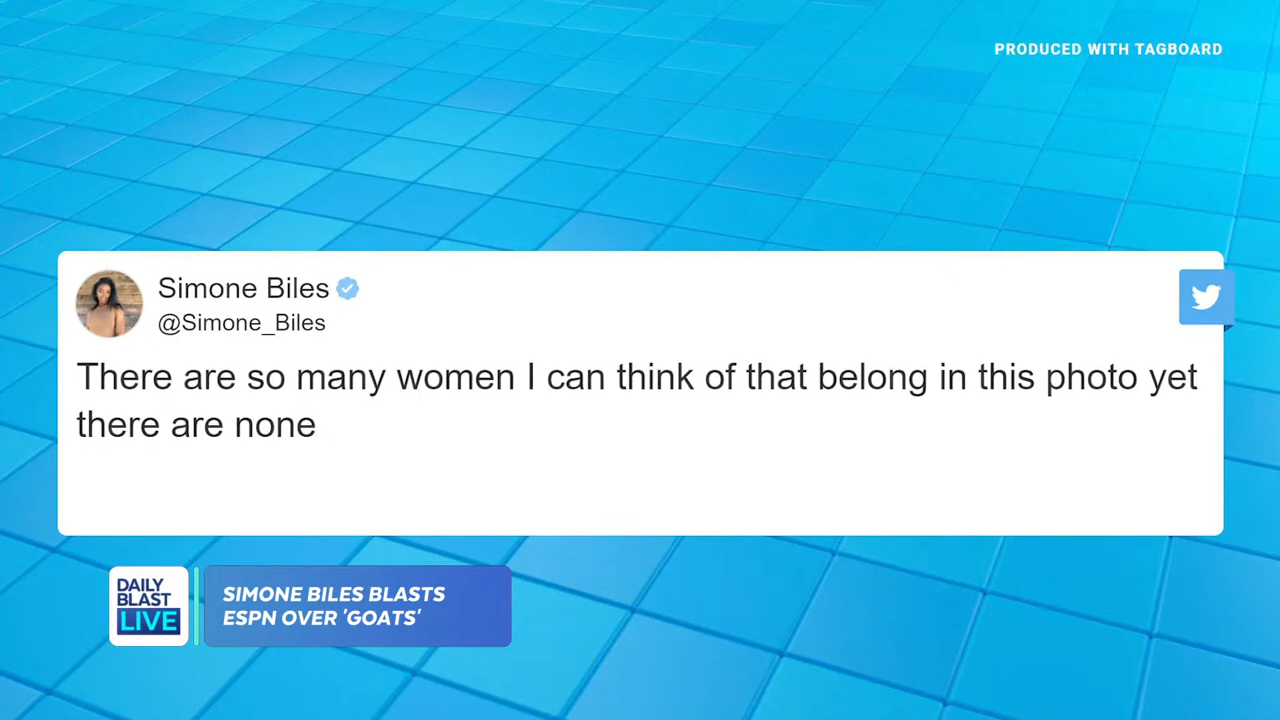 PRODUCED WITH TAGBOARD
Simone Biles
@Simone_Biles
There are so many women I can think of that belong in this photo yet
there are none
DAILY
BLAST
LIVE
SIMONE BILES BLASTS
ESPN OVER 'GOATS'